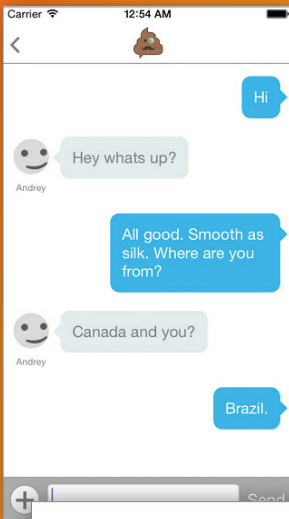 Carrier 12:54 AM
Hi
Hey whats up?
Andrey
All good. Smooth as
silk. Where are you
from?
Canada and you?
Andrey
Brazil.
Send